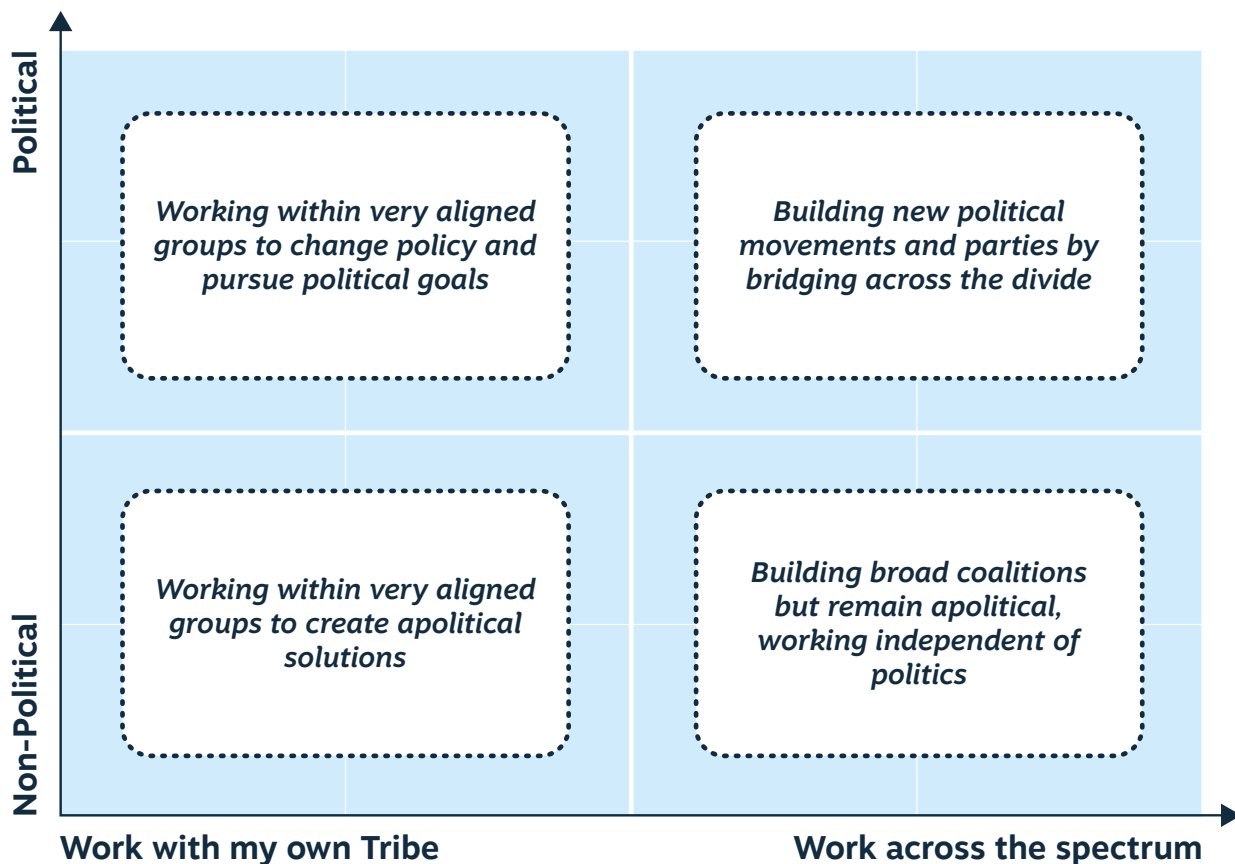 Political
Working within very aligned
groups to change policy and
pursue political goals
Building new political
movements and parties by
bridging across the divide
Non-Political
Working within very aligned
groups to create apolitical
solutions
Building broad coalitions
but remain apolitical,
working independent of
politics
Work with my own Tribe
Work across the spectrum